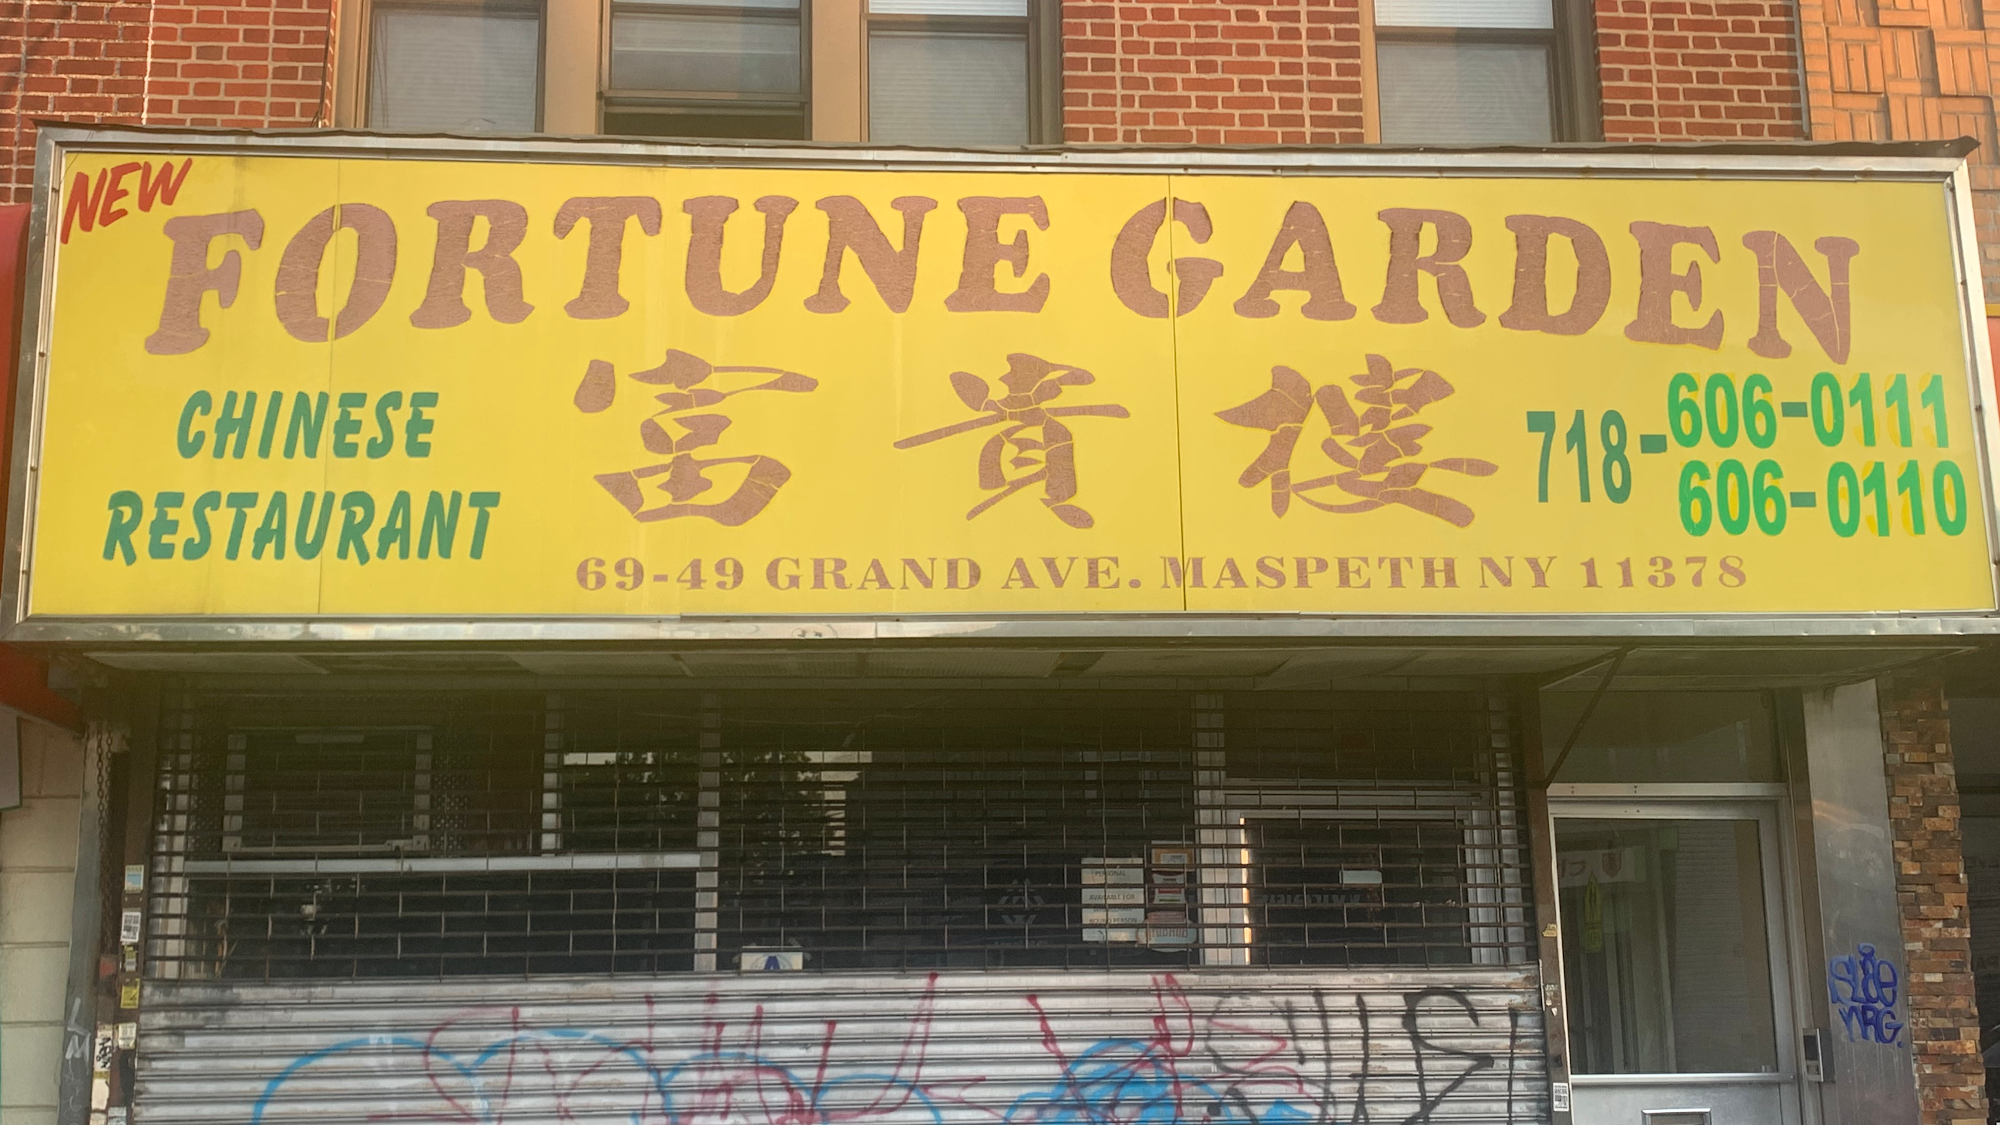 NEW
FORTUNE GARDEN
CHINESE
RESTAURANT
富貴樓
718-606-0111
606-0110
69-49 GRAND AVE. MASPETH NY 11378
PERSONAL
A